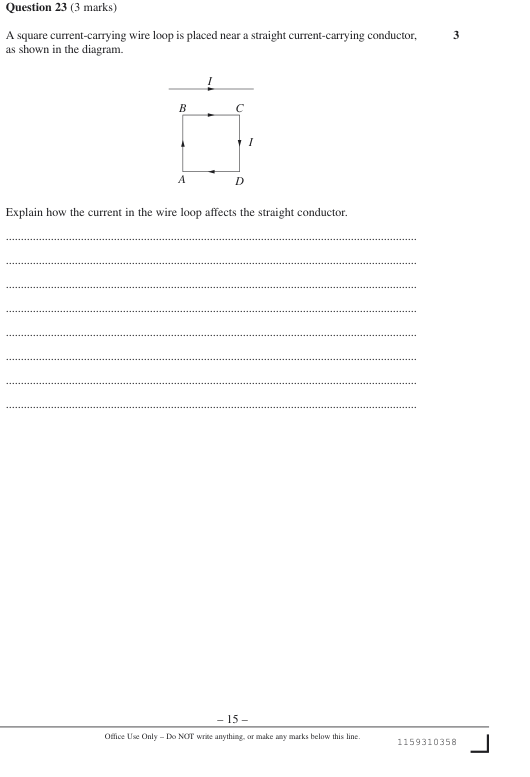 Question 23 (3 marks)
A square current-carrying wire loop is placed near a straight current-carrying conductor, 3
as shown in the diagram.
I
B C
I
A D
Explain how the current in the wire loop affects the straight conductor.
– 15 –
Office Use Only – Do NOT write anything, or make any marks below this line.
1159310358